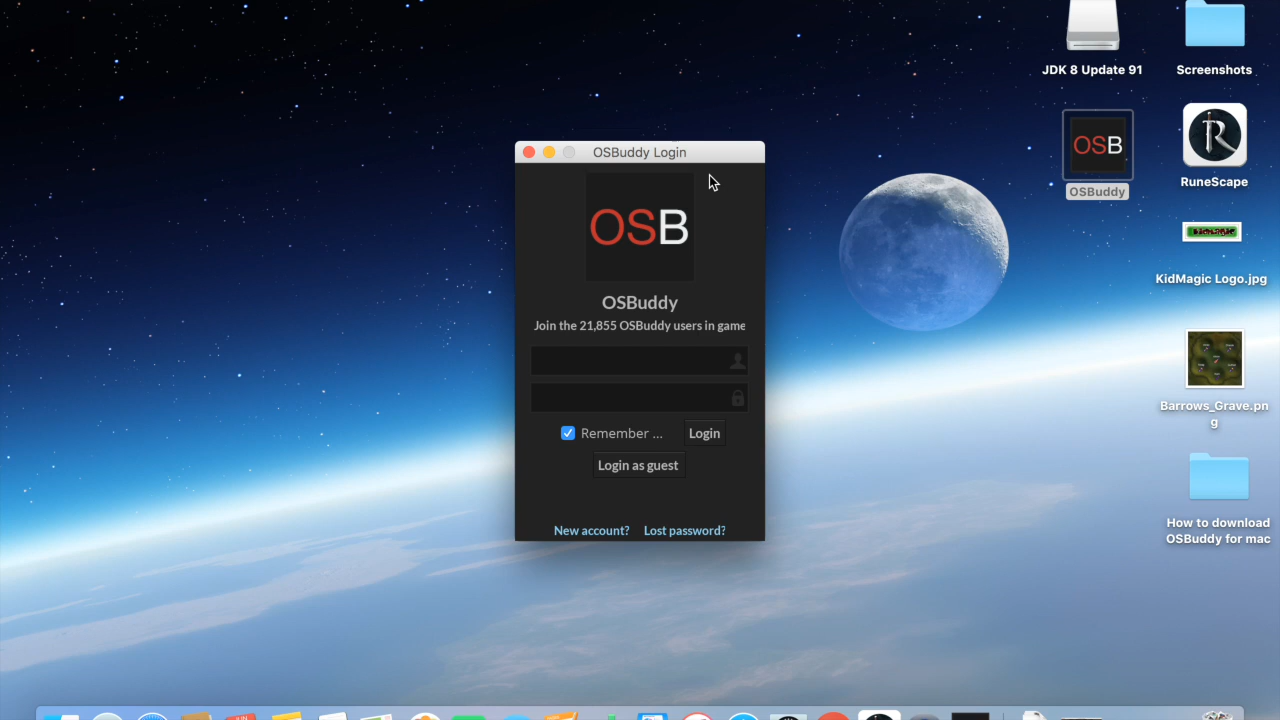 JDK 8 Update 91
Screenshots
OSB
OSBuddy
RuneScape
KidMagic Logo.jpg
Barrows_Grave.pn
g
How to download
OSBuddy for mac
OSBuddy Login
OSB
OSBuddy
Join the 21,855 OSBuddy users in game
Remember ...
Login
Login as guest
New account?
Lost password?